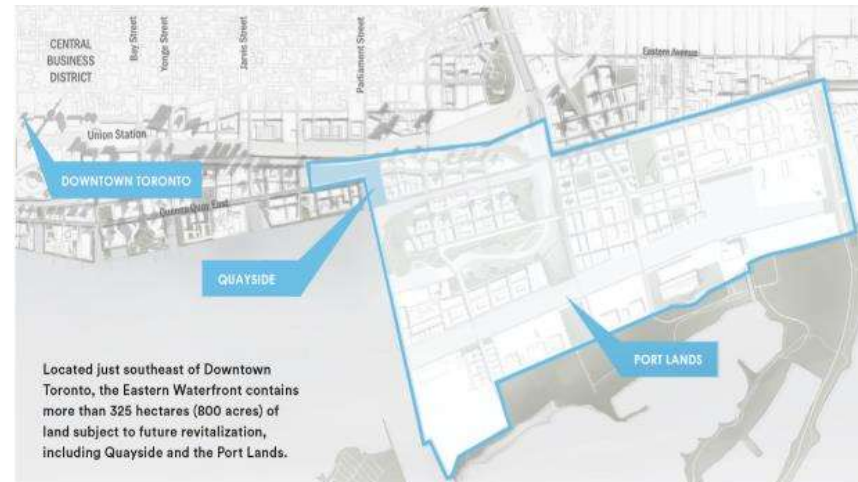 CENTRAL
BUSINESS
DISTRICT
Bay Street
Yonge Street
Jarvis Street
Parliament Street
Eastern Avenue
Union Station
DOWNTOWN TORONTO
Queens Quay East
QUAYSIDE
PORT LANDS
Located just southeast of Downtown
Toronto, the Eastern Waterfront contains
more than 325 hectares (800 acres) of
land subject to future revitalization,
including Quayside and the Port Lands.